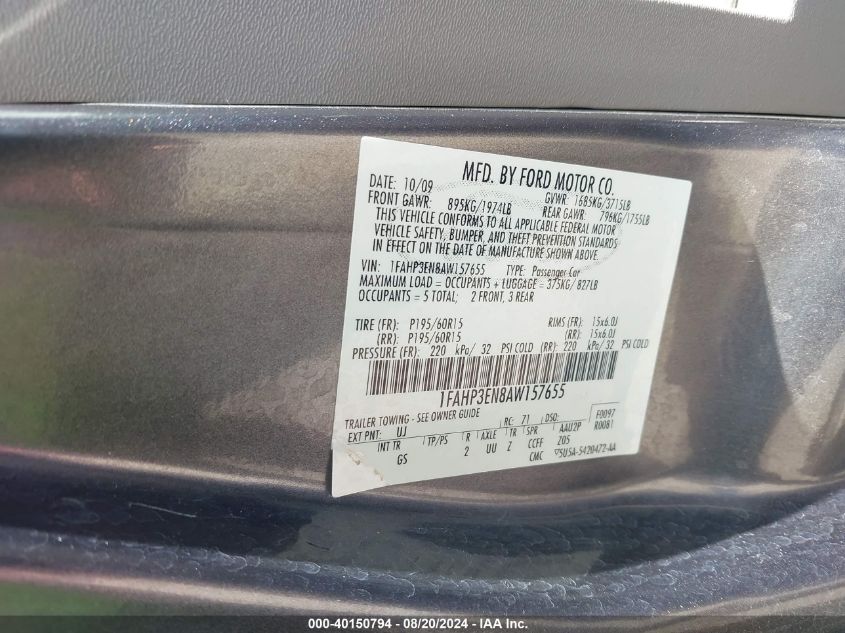 MFD. BY FORD MOTOR CO.
DATE: 10/09 GVWR: 1685KG/3715LB
FRONT GAWR: 895KG/1974LB REAR GAWR: 796KG/1755LB
THIS VEHICLE CONFORMS TO ALL APPLICABLE FEDERAL MOTOR
VEHICLE SAFETY, BUMPER, AND THEFT PREVENTION STANDARDS
IN EFFECT ON THE DATE OF MANUFACTURE SHOWN ABOVE.
VIN: 1FAHP3EN8AW157655 TYPE: Passenger Car
MAXIMUM LOAD = OCCUPANTS + LUGGAGE = 375KG/827LB
OCCUPANTS = 5 TOTAL; 2 FRONT, 3 REAR
TIRE (FR): P195/60R15 RIMS (FR): 15x6.0J
(RR): P195/60R15 (RR): 15x6.0J
PRESSURE (FR): 220 kPa/ 32 PSI COLD (RR): 220 kPa/ 32 PSI COLD
1FAHP3EN8AW157655
TRAILER TOWING - SEE OWNER GUIDE F0097
EXT PNT: UJ RC: 71 DSO: R0081
INT TR TP/PS R AXLE TR SPR AAU2P
GS 2 UU Z CCFF Z05
CMC 5U5A-5420472-AA
000-40150794 - 08/20/2024 - IAA Inc.